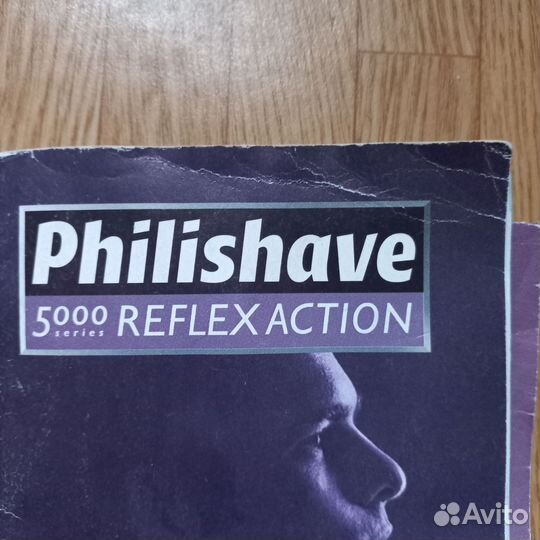 Philishave
5000 series REFLEX ACTION
Avito